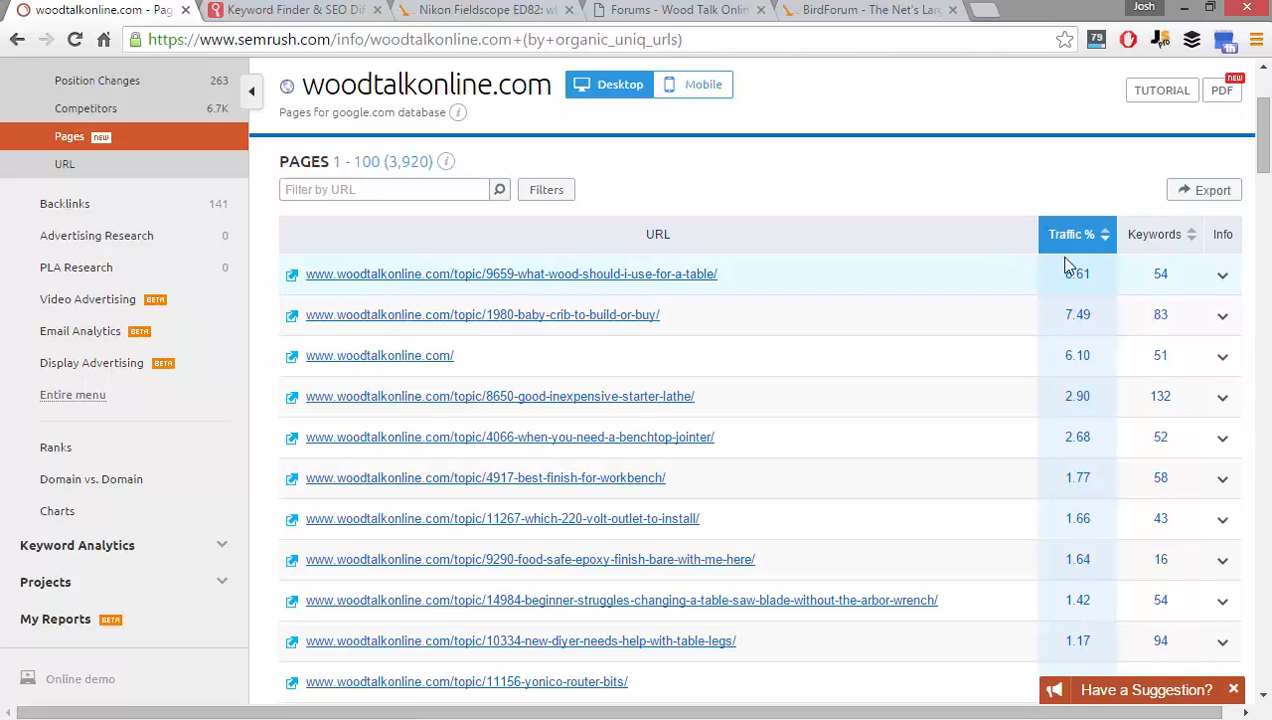 woodtalkonline.com - Pag
Keyword Finder & SEO Dif
Nikon Fieldscope ED82: wi
Forums - Wood Talk Onlin
BirdForum - The Net's Larg
Josh
https://www.semrush.com/info/woodtalkonline.com+(by+organic_uniq_urls)
79
1h
Position Changes 263
Competitors 6.7K
Pages NEW
URL
Backlinks 141
Advertising Research 0
PLA Research 0
Video Advertising BETA
Email Analytics BETA
Display Advertising BETA
Entire menu
Ranks
Domain vs. Domain
Charts
Keyword Analytics
Projects
My Reports BETA
Online demo
woodtalkonline.com Desktop Mobile
Pages for google.com database i
TUTORIAL PDF NEW
PAGES 1 - 100 (3,920) i
Filter by URL Filters Export
URL Traffic % Keywords Info
www.woodtalkonline.com/topic/9659-what-wood-should-i-use-for-a-table/ 54
www.woodtalkonline.com/topic/1980-baby-crib-to-build-or-buy/ 7.49 83
www.woodtalkonline.com/ 6.10 51
www.woodtalkonline.com/topic/8650-good-inexpensive-starter-lathe/ 2.90 132
www.woodtalkonline.com/topic/4066-when-you-need-a-benchtop-jointer/ 2.68 52
www.woodtalkonline.com/topic/4917-best-finish-for-workbench/ 1.77 58
www.woodtalkonline.com/topic/11267-which-220-volt-outlet-to-install/ 1.66 43
www.woodtalkonline.com/topic/9290-food-safe-epoxy-finish-bare-with-me-here/ 1.64 16
www.woodtalkonline.com/topic/14984-beginner-struggles-changing-a-table-saw-blade-without-the-arbor-wrench/ 1.42 54
www.woodtalkonline.com/topic/10334-new-diyer-needs-help-with-table-legs/ 1.17 94
www.woodtalkonline.com/topic/11156-yonico-router-bits/
Have a Suggestion?